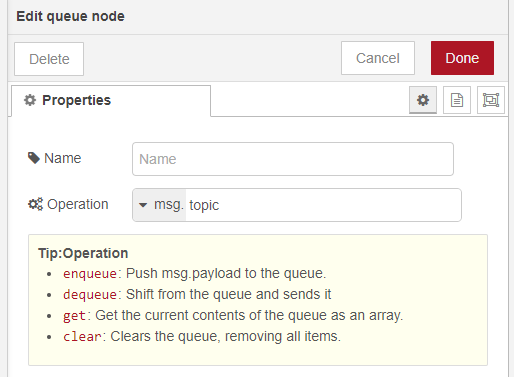 Edit queue node
Delete Cancel Done
Properties
Name Name
Operation msg. topic
Tip:Operation
enqueue: Push msg.payload to the queue.
dequeue: Shift from the queue and sends it
get: Get the current contents of the queue as an array.
clear: Clears the queue, removing all items.